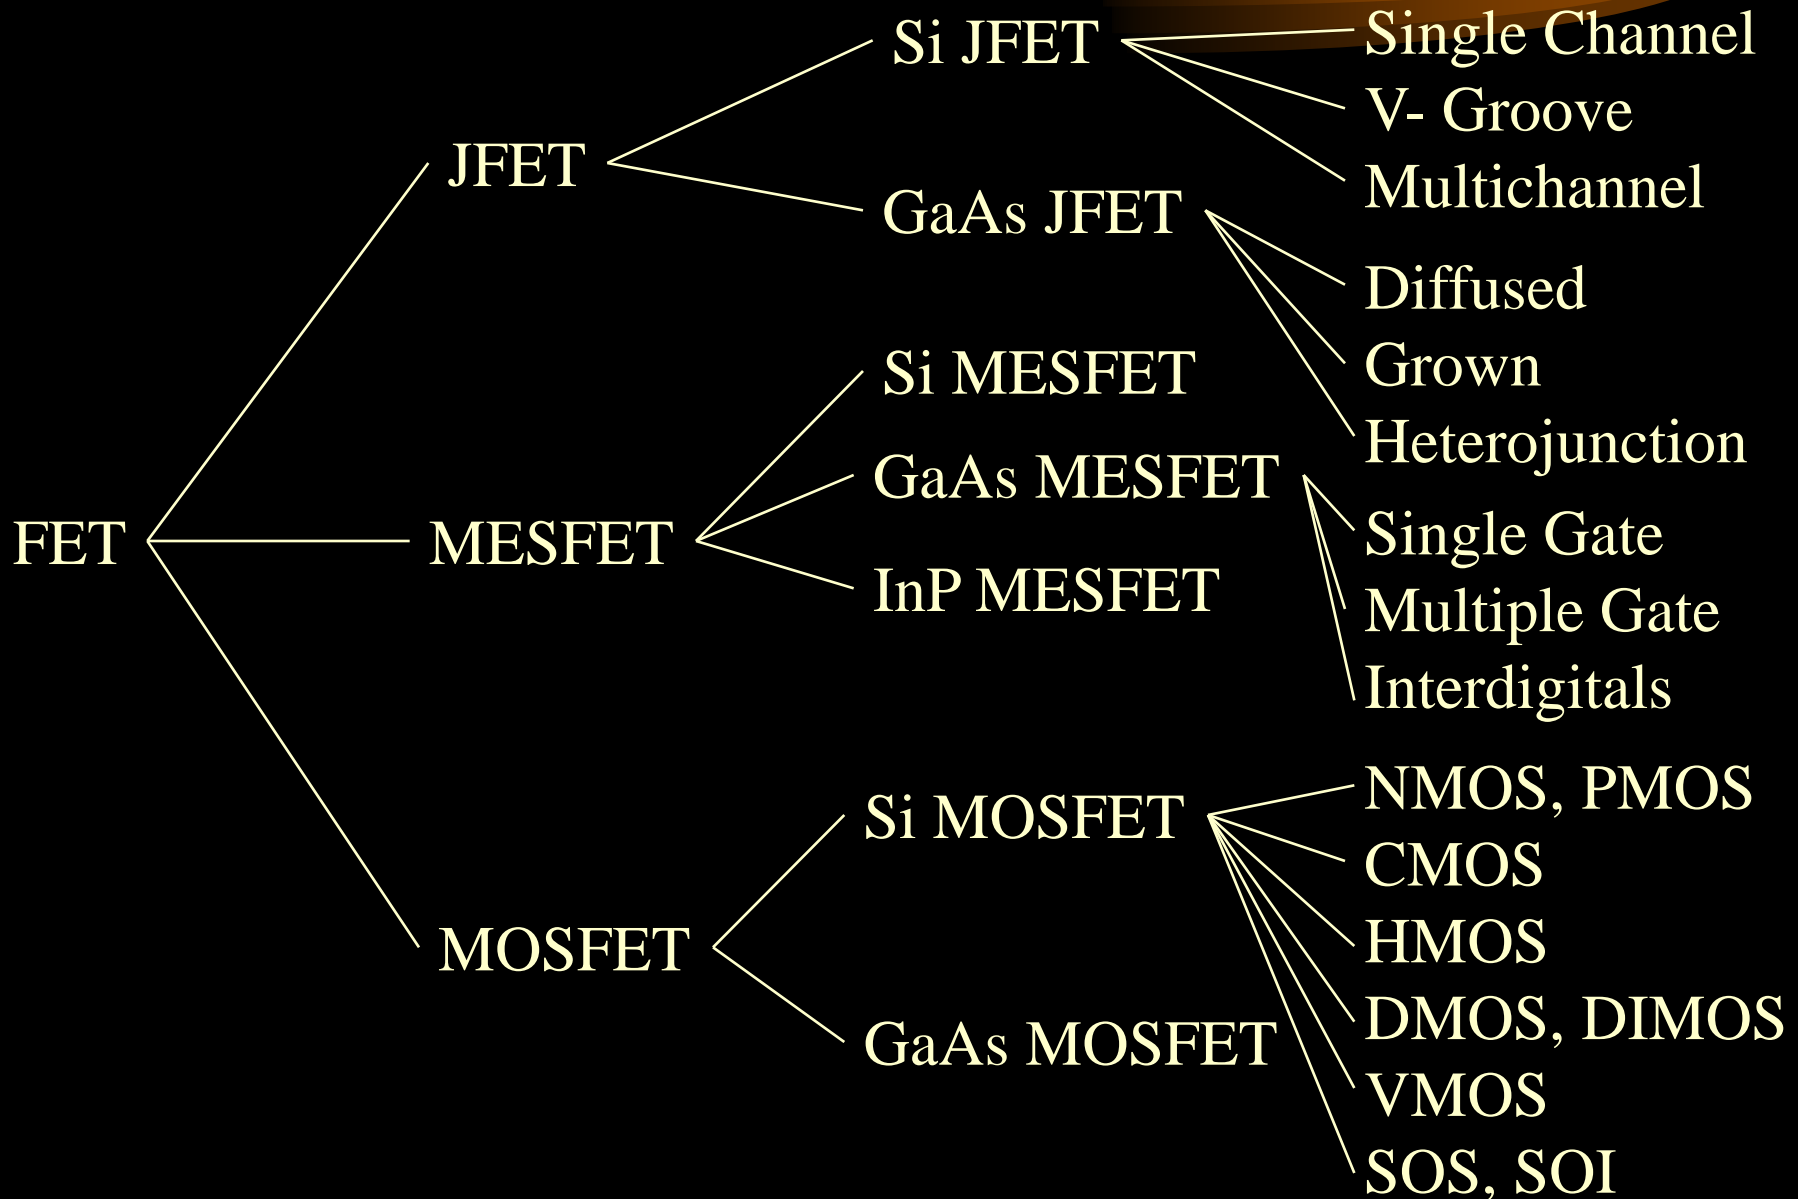 FET
JFET
MESFET
MOSFET
Si JFET
GaAs JFET
Si MESFET
GaAs MESFET
InP MESFET
Si MOSFET
GaAs MOSFET
Single Channel
V- Groove
Multichannel
Diffused
Grown
Heterojunction
Single Gate
Multiple Gate
Interdigitals
NMOS, PMOS
CMOS
HMOS
DMOS, DIMOS
VMOS
SOS, SOI